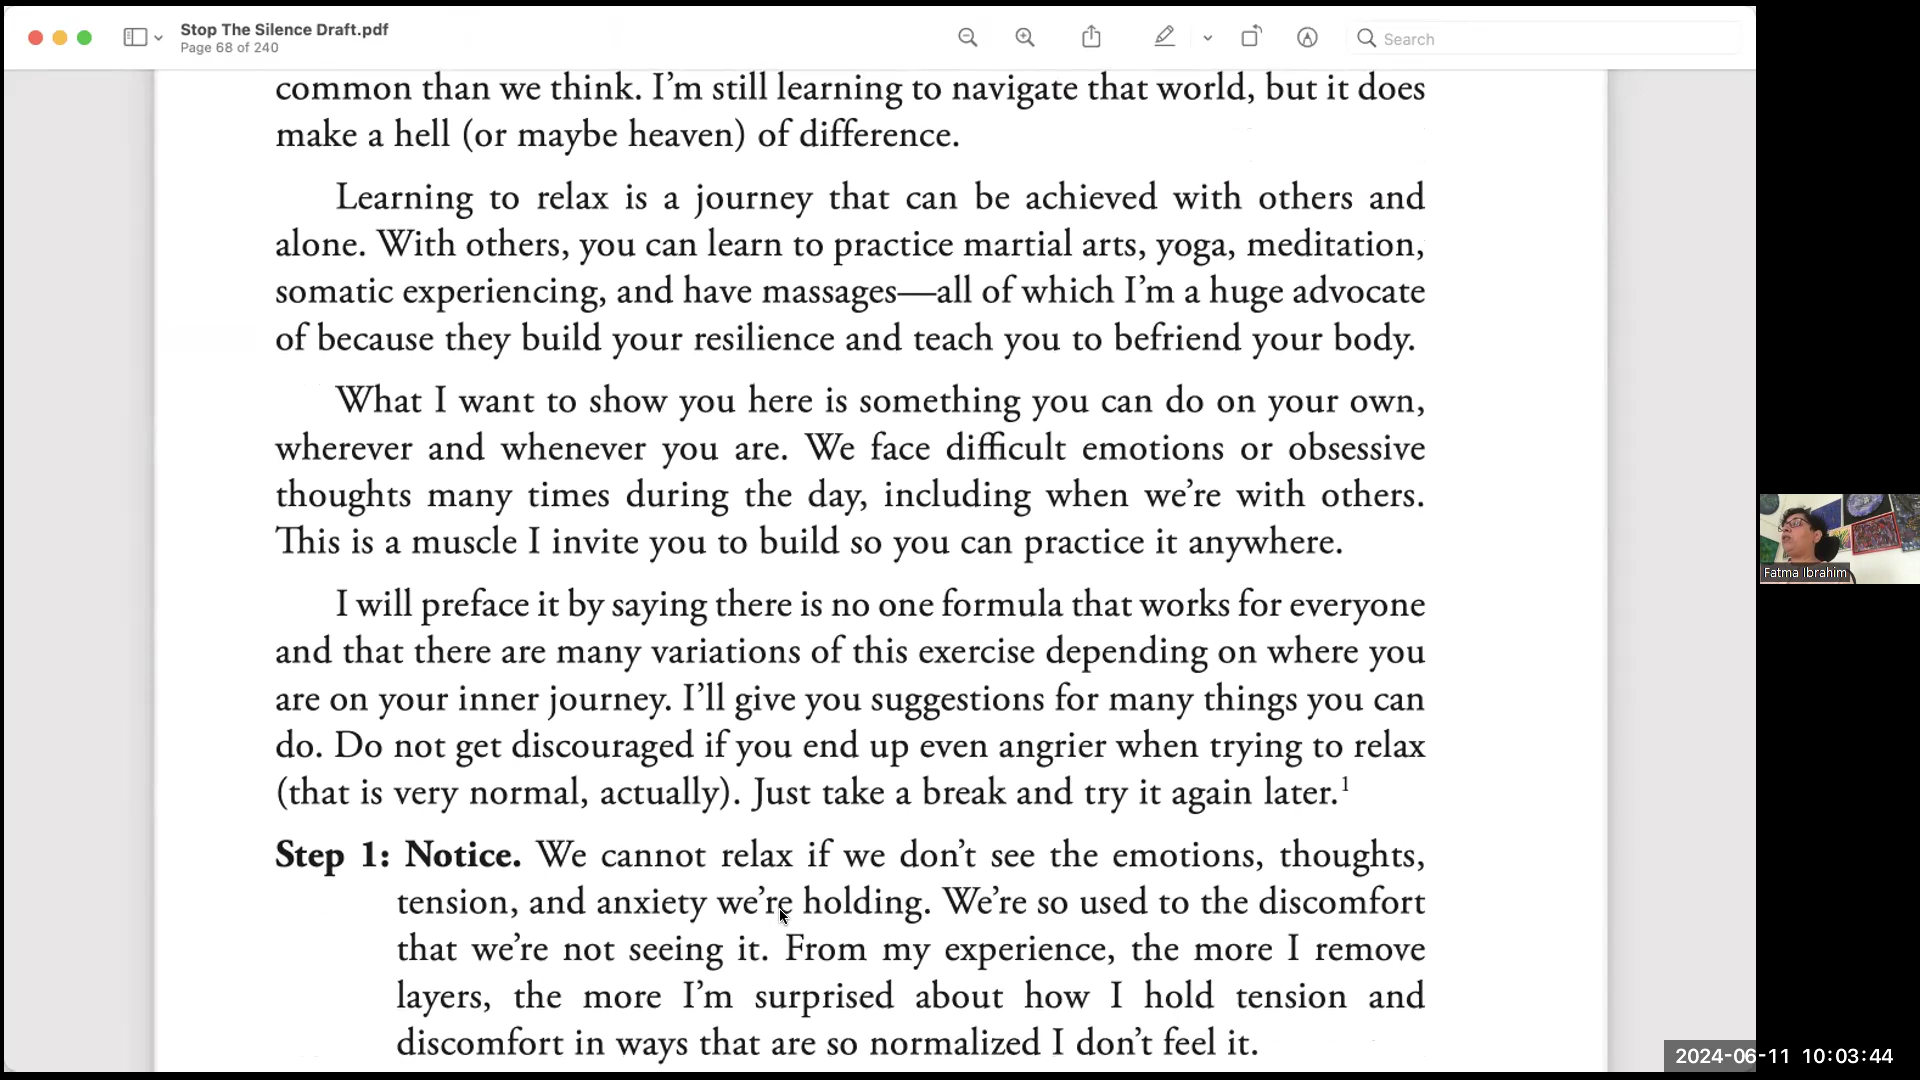 Stop The Silence Draft.pdf
Page 68 of 240
Search
common than we think. I’m still learning to navigate that world, but it does
make a hell (or maybe heaven) of difference.
Learning to relax is a journey that can be achieved with others and
alone. With others, you can learn to practice martial arts, yoga, meditation,
somatic experiencing, and have massages—all of which I’m a huge advocate
of because they build your resilience and teach you to befriend your body.
What I want to show you here is something you can do on your own,
wherever and whenever you are. We face difficult emotions or obsessive
thoughts many times during the day, including when we’re with others.
This is a muscle I invite you to build so you can practice it anywhere.
I will preface it by saying there is no one formula that works for everyone
and that there are many variations of this exercise depending on where you
are on your inner journey. I’ll give you suggestions for many things you can
do. Do not get discouraged if you end up even angrier when trying to relax
(that is very normal, actually). Just take a break and try it again later.1
Step 1: Notice. We cannot relax if we don’t see the emotions, thoughts,
tension, and anxiety we’re holding. We’re so used to the discomfort
that we’re not seeing it. From my experience, the more I remove
layers, the more I’m surprised about how I hold tension and
discomfort in ways that are so normalized I don’t feel it.
Fatma Ibrahim
2024-06-11 10:03:44